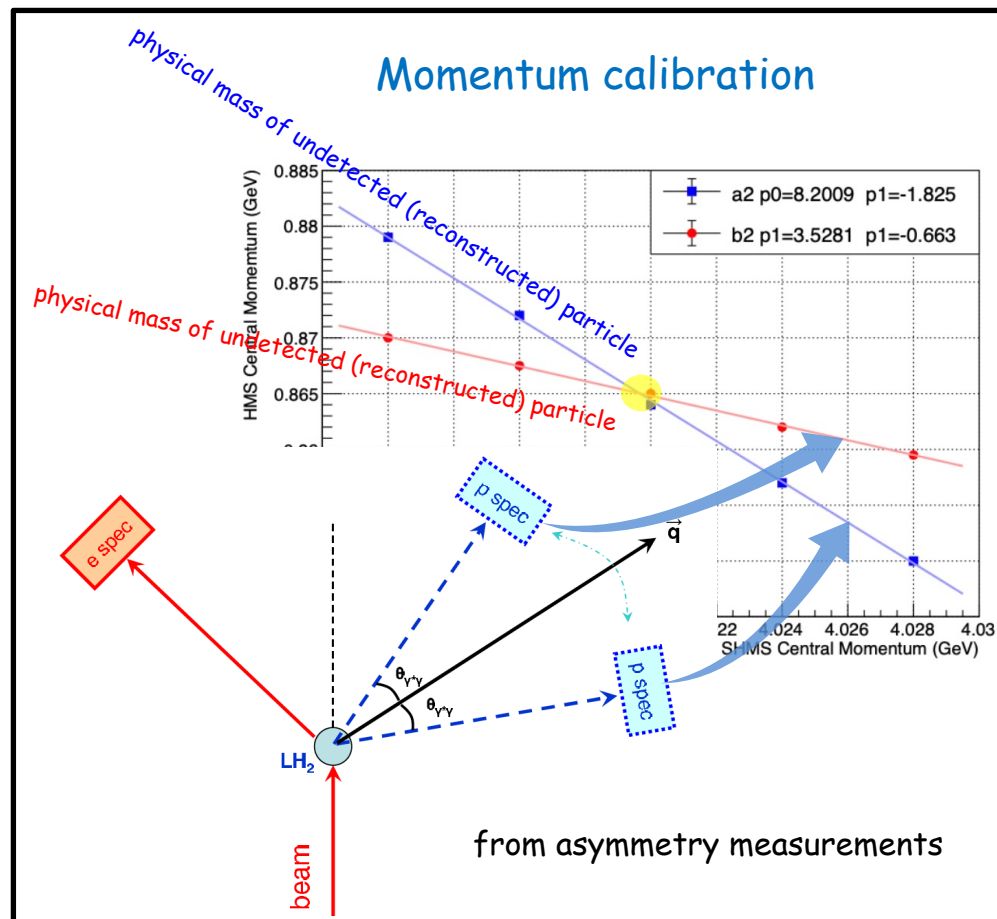 Momentum calibration
physical mass of undetected (reconstructed) particle
physical mass of undetected (reconstructed) particle
HMS Central Momentum (GeV)
0.885
0.88
0.875
0.87
0.865
a2 p0=8.2009 p1=-1.825
b2 p1=3.5281 p1=-0.663
22 4.024 4.026 4.028 4.03
SHMS Central Momentum (GeV)
e spec
p spec
q
θγ*γ
θγ*γ
p spec
LH₂
beam
from asymmetry measurements